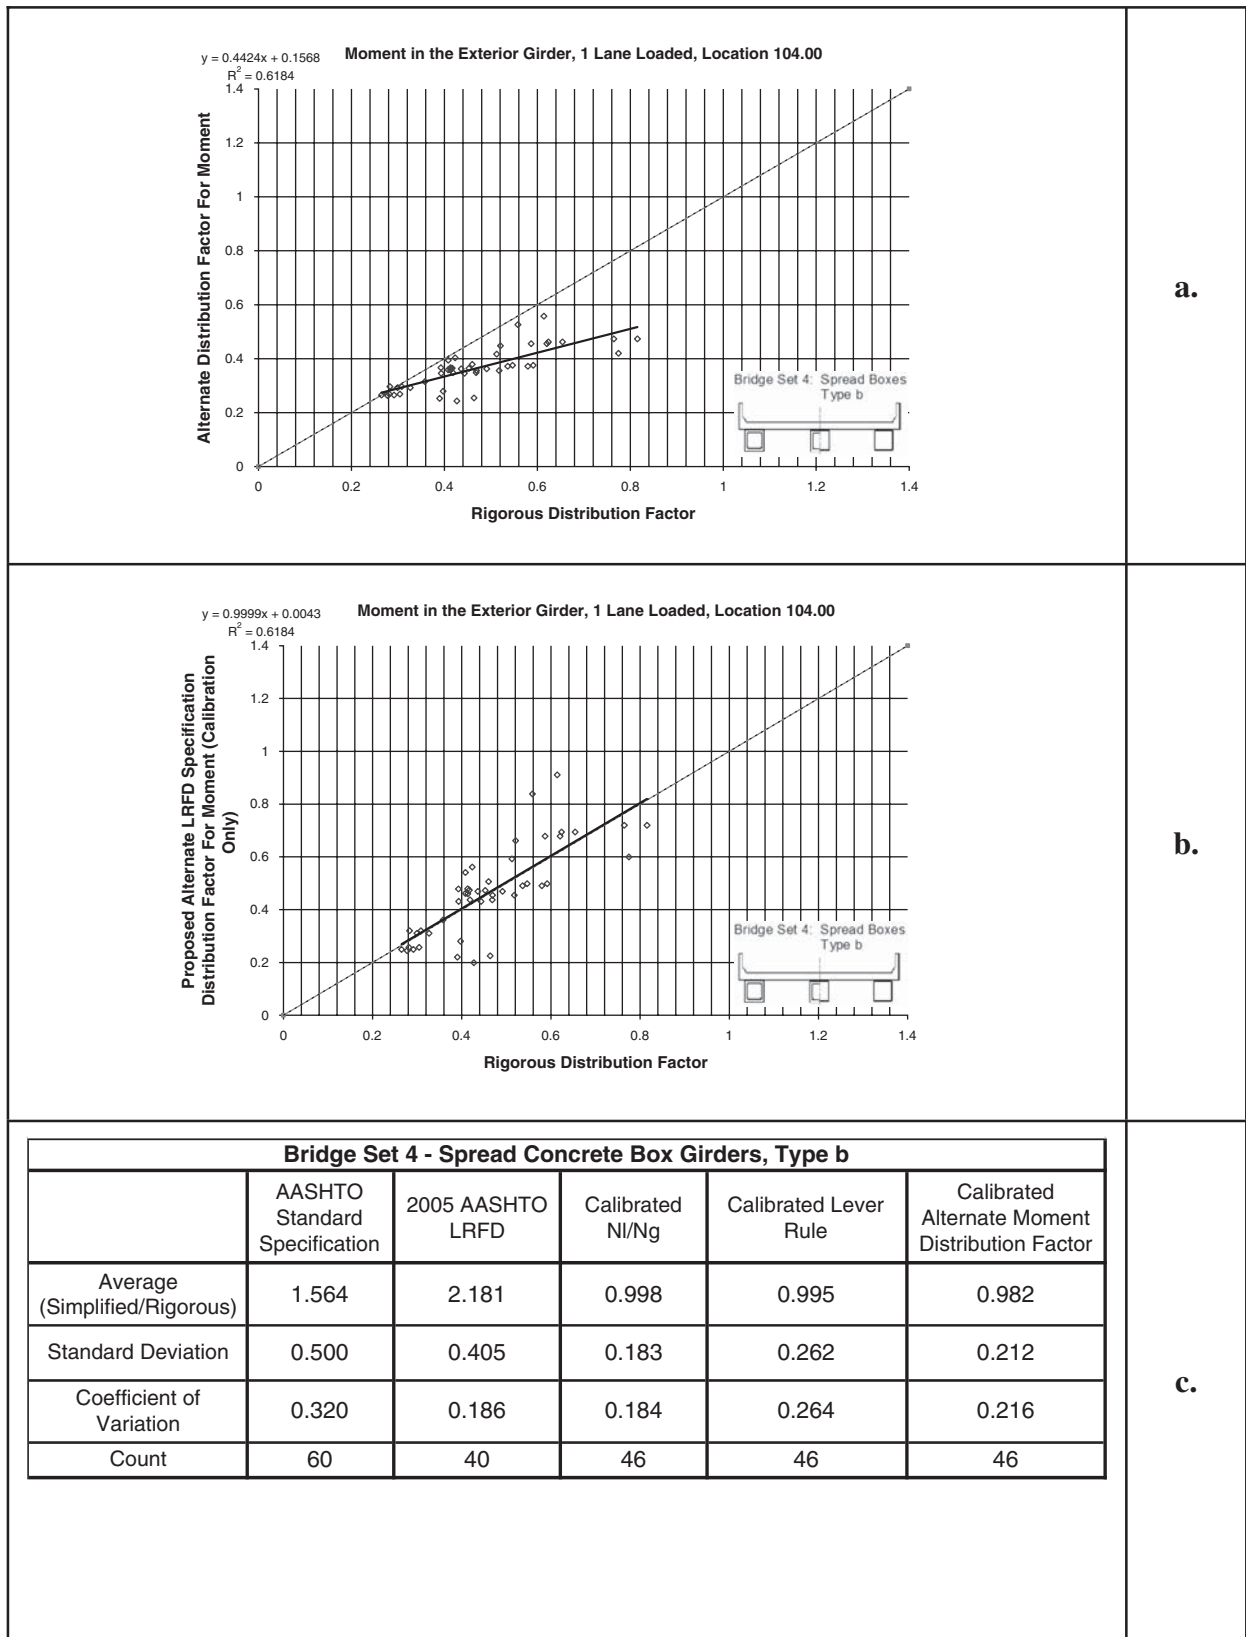 y = 0.4424x + 0.1568
R2 = 0.6184
Moment in the Exterior Girder, 1 Lane Loaded, Location 104.00
Alternate Distribution Factor For Moment
1.4
1.2
1
0.8
0.6
0.4
0.2
0
0 0.2 0.4 0.6 0.8 1 1.2 1.4
Rigorous Distribution Factor
Bridge Set 4: Spread Boxes
Type b
a.
y = 0.9999x + 0.0043
R2 = 0.6184
Moment in the Exterior Girder, 1 Lane Loaded, Location 104.00
Proposed Alternate LRFD Specification
Distribution Factor For Moment (Calibration
Only)
1.4
1.2
1
0.8
0.6
0.4
0.2
0
0 0.2 0.4 0.6 0.8 1 1.2 1.4
Rigorous Distribution Factor
Bridge Set 4: Spread Boxes
Type b
b.
Bridge Set 4 - Spread Concrete Box Girders, Type b
AASHTO
Standard
Specification
2005 AASHTO
LRFD
Calibrated
Nl/Ng
Calibrated Lever
Rule
Calibrated
Alternate Moment
Distribution Factor
Average
(Simplified/Rigorous)
1.564 2.181 0.998 0.995 0.982
Standard Deviation 0.500 0.405 0.183 0.262 0.212
Coefficient of
Variation
0.320 0.186 0.184 0.264 0.216
Count 60 40 46 46 46
c.